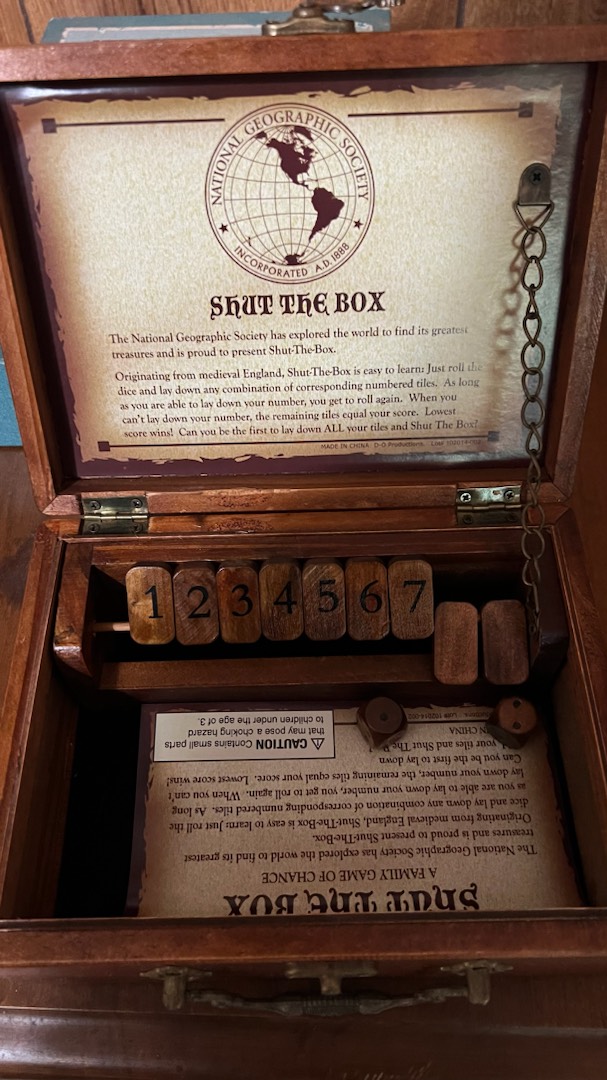 NATIONAL GEOGRAPHIC SOCIETY
INCORPORATED A.D. 1888
SHUT THE BOX
The National Geographic Society has explored the world to find its greatest
treasures and is proud to present Shut-The-Box.
Originating from medieval England, Shut-The-Box is easy to learn: Just roll the
dice and lay down any combination of corresponding numbered tiles. As long
as you are able to lay down your number, you get to roll again. When you
can't lay down your number, the remaining tiles equal your score. Lowest
score wins! Can you be the first to lay down ALL your tiles and Shut The Box?
MADE IN CHINA D-G Productions.
1 2 3 4 5 6 7
SHUT THE BOX
A FAMILY GAME OF CHANCE
The National Geographic Society has explored the world to find its greatest
treasures and is proud to present Shut-The-Box.
Originating from medieval England, Shut-The-Box is easy to learn: Just roll the
dice and lay down any combination of corresponding numbered tiles. As long
as you are able to lay down your number, you get to roll again. When you can't
lay down your number, the remaining tiles equal your score. Lowest score wins!
Can you be the first to lay down
your tiles and Shut The
CAUTION Contains small parts
that may pose a choking hazard
to children under the age of 3.